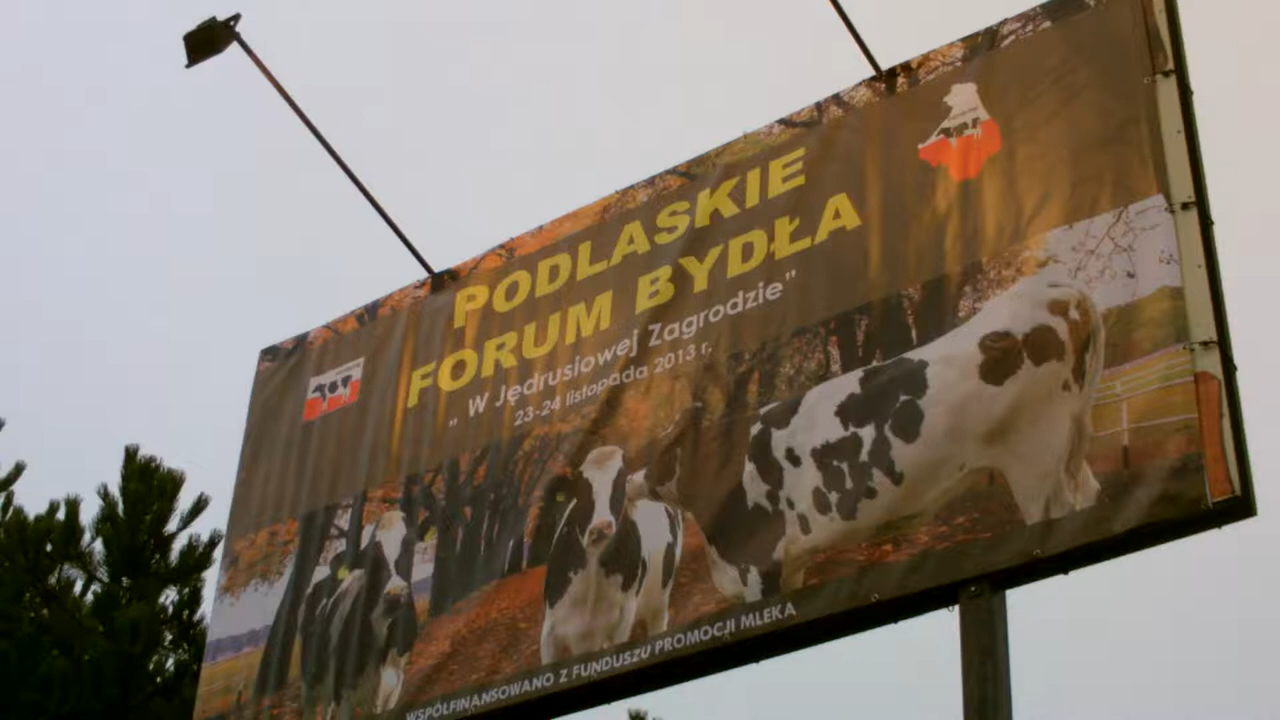 PODLASKIE
FORUM BYDŁA
„ W Jędrusiowej Zagrodzie"
23-24 listopada 2013 r.
WSPÓŁFINANSOWANO Z FUNDUSZU PROMOCJI MLEKA